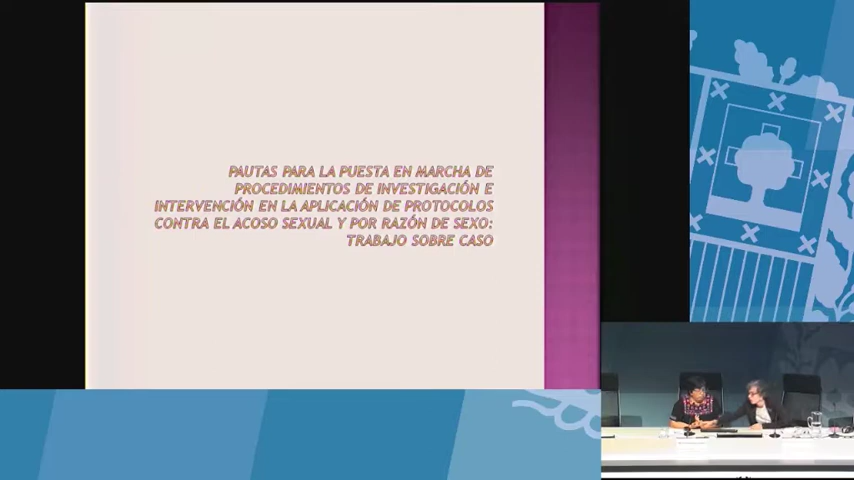 PAUTAS PARA LA PUESTA EN MARCHA DE
PROCEDIMIENTOS DE INVESTIGACIÓN E
INTERVENCIÓN EN LA APLICACIÓN DE PROTOCOLOS
CONTRA EL ACOSO SEXUAL Y POR RAZÓN DE SEXO:
TRABAJO SOBRE CASO